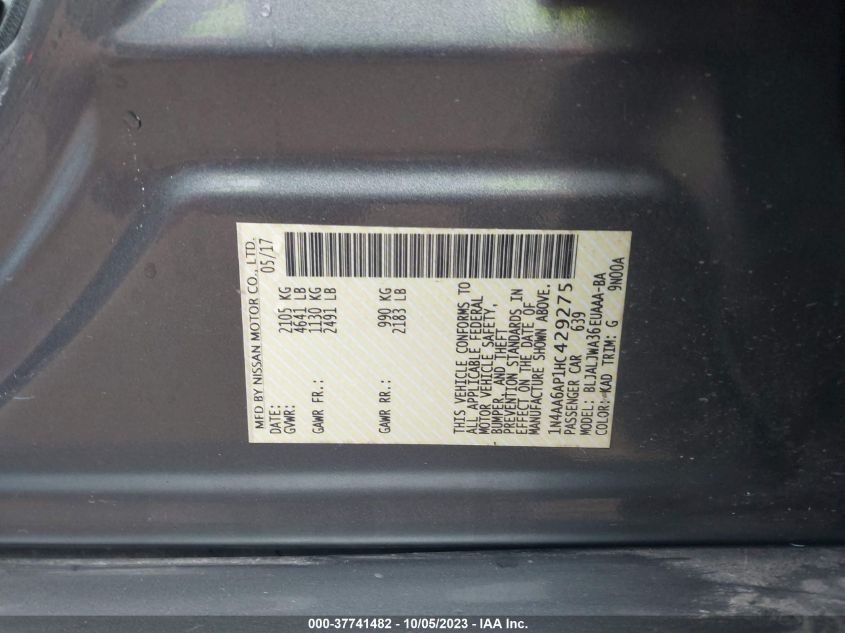 MFD BY NISSAN MOTOR CO., LTD.
DATE: 05/17
GVWR: 2105 KG
4641 LB
GAWR FR.: 1130 KG
2491 LB
GAWR RR.: 990 KG
2183 LB
THIS VEHICLE CONFORMS TO
ALL APPLICABLE FEDERAL
MOTOR VEHICLE SAFETY,
BUMPER, AND THEFT
PREVENTION STANDARDS IN
EFFECT ON THE DATE OF
MANUFACTURE SHOWN ABOVE.
1N4AA6AP1HC429275
PASSENGER CAR 639
MODEL: BLJALJWA36EUAAA-BA
COLOR: KAD TRIM: G 9N00A
000-37741482 - 10/05/2023 - IAA Inc.